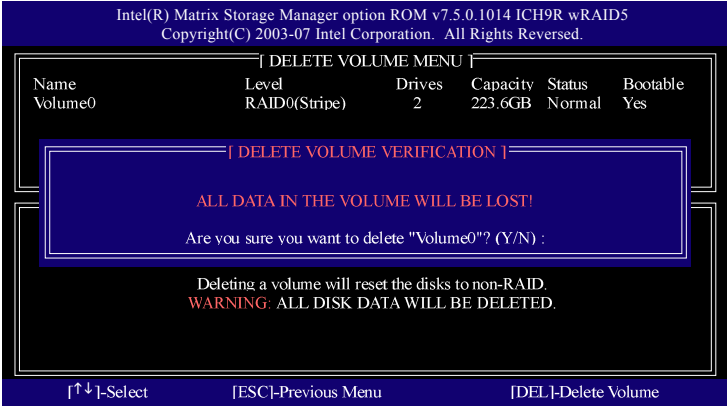 Intel(R) Matrix Storage Manager option ROM v7.5.0.1014 ICH9R wRAID5
Copyright(C) 2003-07 Intel Corporation. All Rights Reversed.
[ DELETE VOLUME MENU ]
Name Level Drives Capacity Status Bootable
Volume0 RAID0(Stripe) 2 223.6GB Normal Yes
[ DELETE VOLUME VERIFICATION ]
ALL DATA IN THE VOLUME WILL BE LOST!
Are you sure you want to delete "Volume0"? (Y/N) :
Deleting a volume will reset the disks to non-RAID.
WARNING: ALL DISK DATA WILL BE DELETED.
[↑↓]-Select [ESC]-Previous Menu [DEL]-Delete Volume